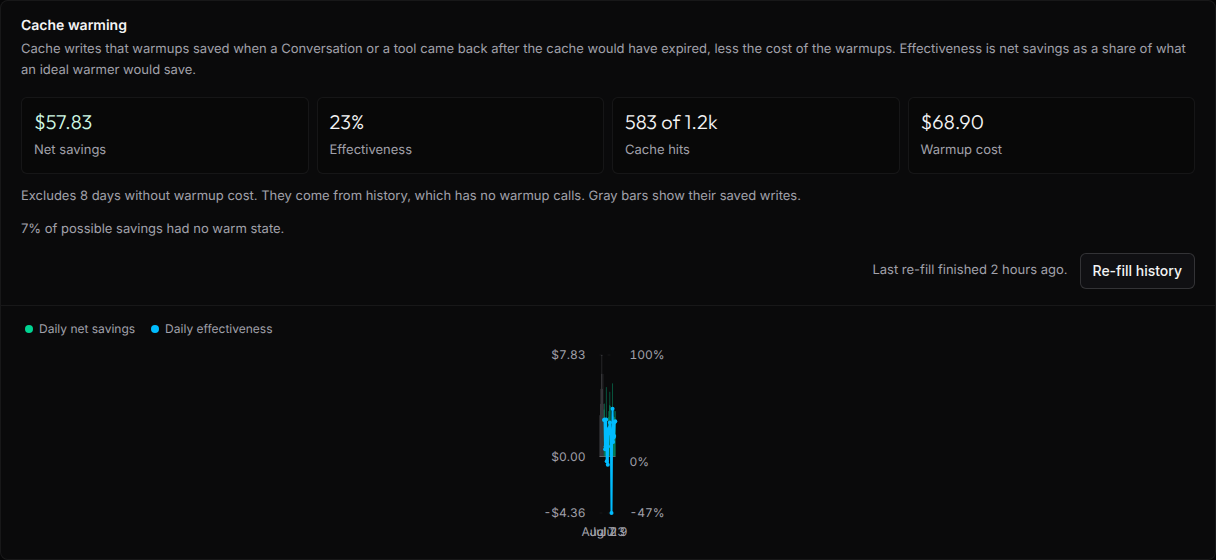 Cache warming
Cache writes that warmups saved when a Conversation or a tool came back after the cache would have expired, less the cost of the warmups. Effectiveness is net savings as a share of what
an ideal warmer would save.
$57.83
Net savings
23%
Effectiveness
583 of 1.2k
Cache hits
$68.90
Warmup cost
Excludes 8 days without warmup cost. They come from history, which has no warmup calls. Gray bars show their saved writes.
7% of possible savings had no warm state.
Last re-fill finished 2 hours ago.
Re-fill history
Daily net savings
Daily effectiveness
$7.83
100%
$0.00
0%
-$4.36
-47%